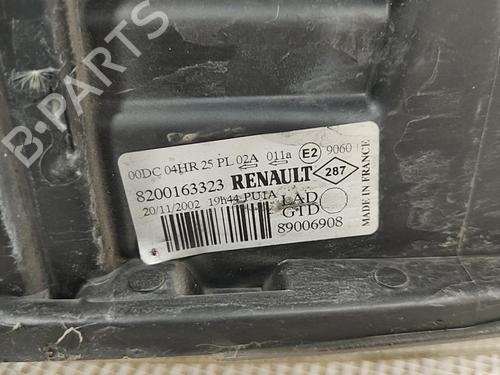 B-PARTS
00DC 04HR 25 PL 02A 011a E2 9060
8200163323 RENAULT 287
20/11/2002 19h44 PU1A LAD
GTD
89006908
MADE IN FRANCE